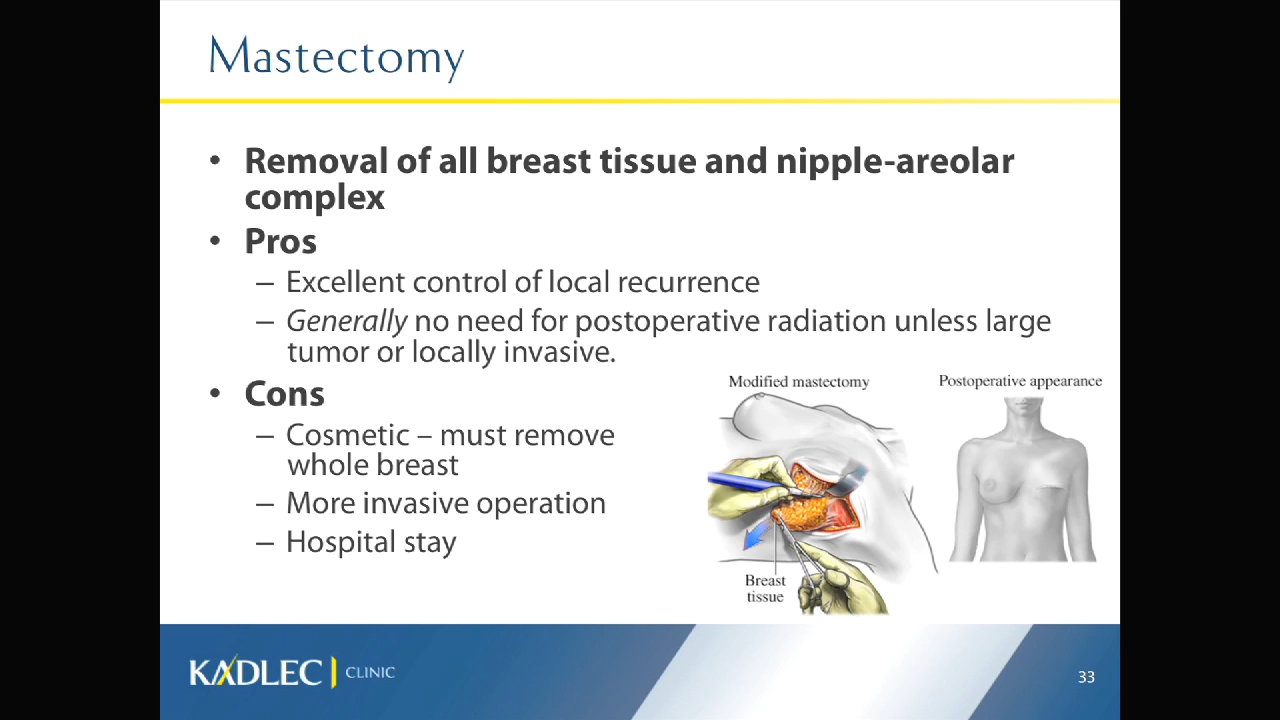 Mastectomy
• Removal of all breast tissue and nipple-areolar
complex
• Pros
– Excellent control of local recurrence
– Generally no need for postoperative radiation unless large
tumor or locally invasive.
• Cons
– Cosmetic – must remove
whole breast
– More invasive operation
– Hospital stay
Modified mastectomy
Postoperative appearance
Breast
tissue
KADLEC CLINIC
33